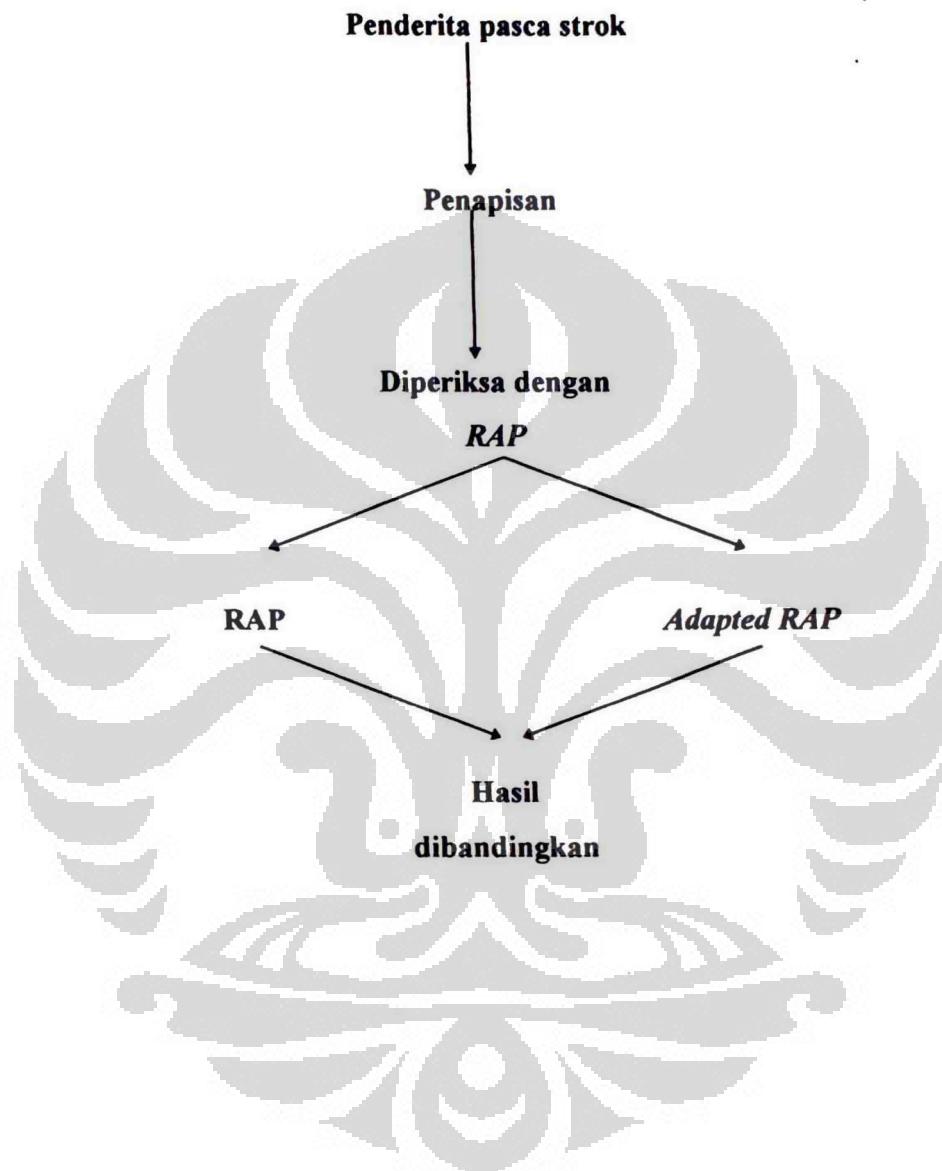 Penderita pasca strok
Penapisan
Diperiksa dengan
RAP
RAP Adapted RAP
Hasil
dibandingkan